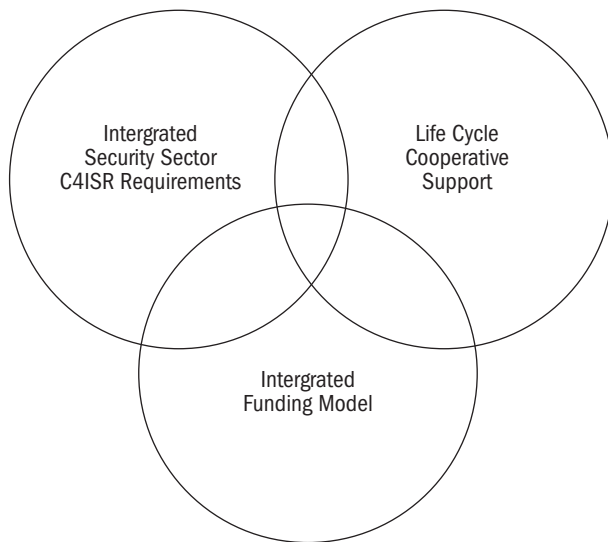 Intergrated
Security Sector
C4ISR Requirements
Life Cycle
Cooperative
Support
Intergrated
Funding Model